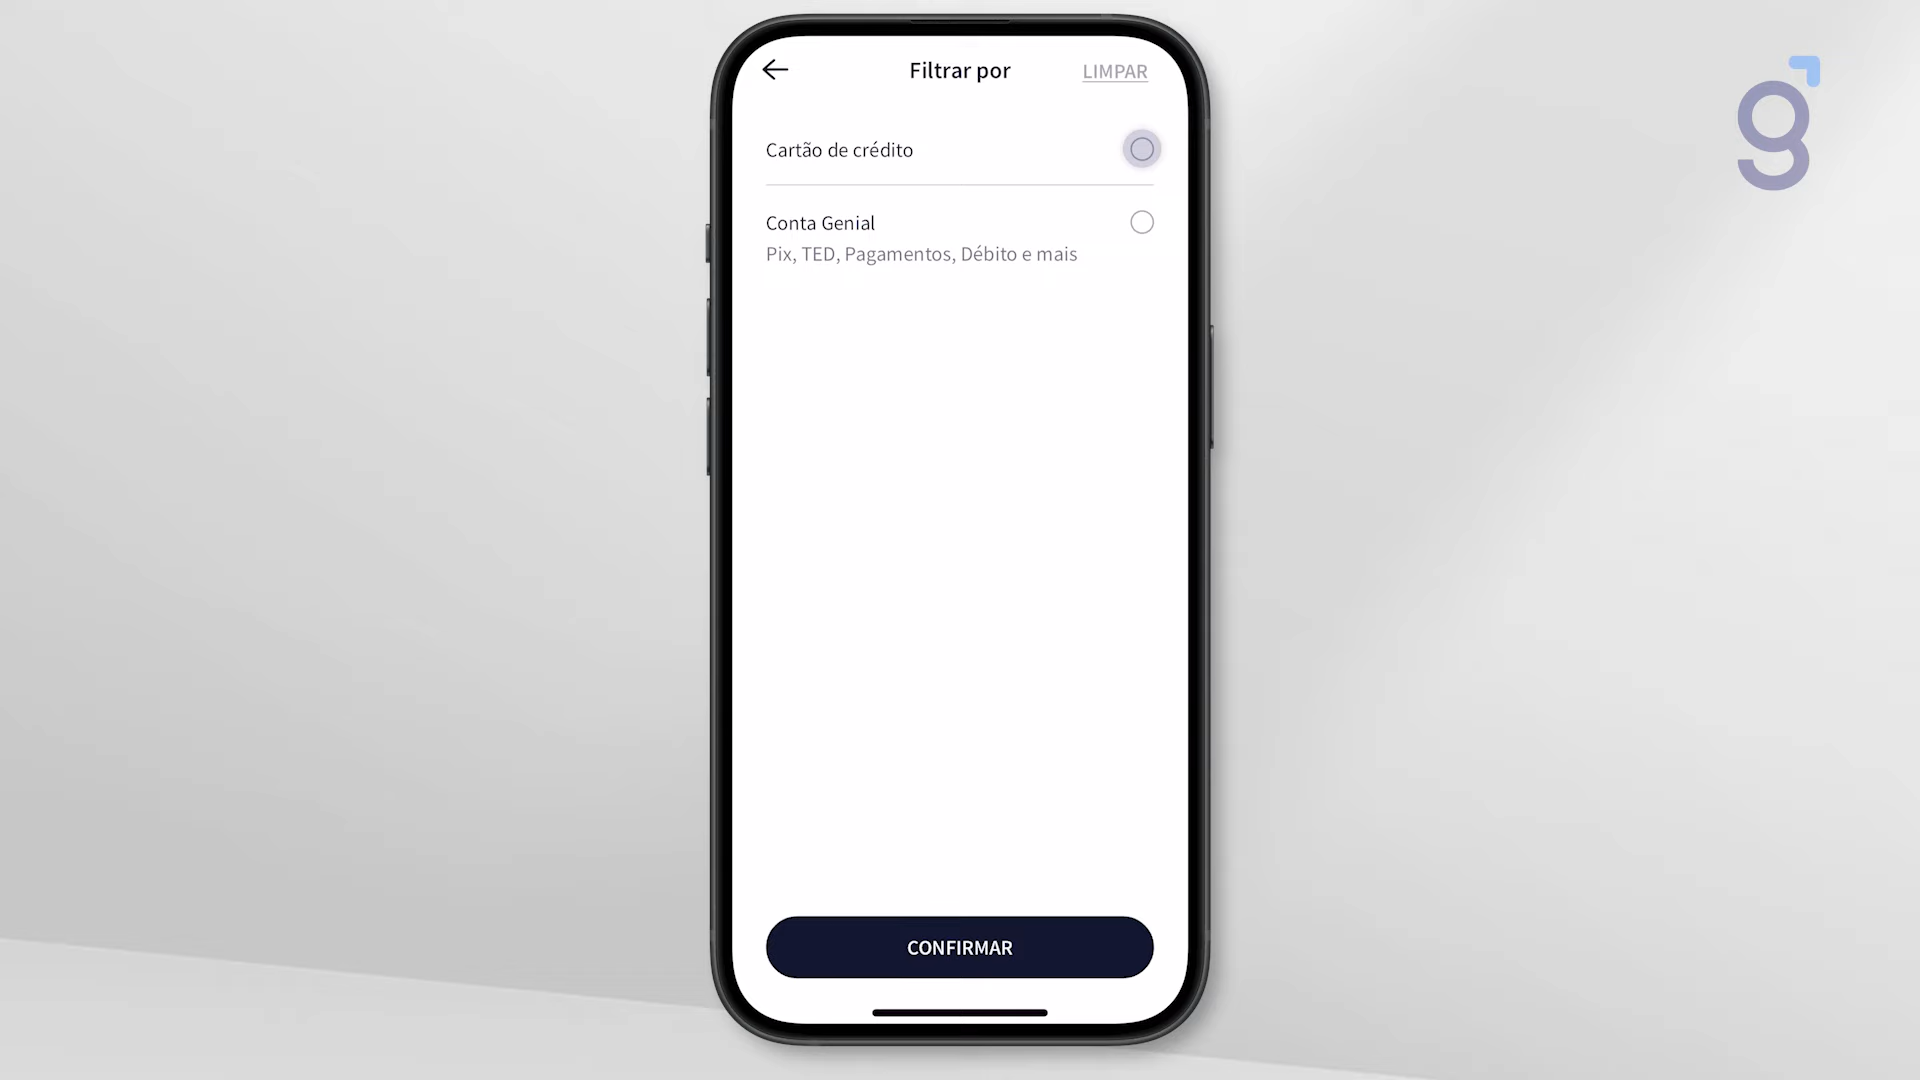 Filtrar por
LIMPAR
Cartão de crédito
Conta Genial
Pix, TED, Pagamentos, Débito e mais
CONFIRMAR
g